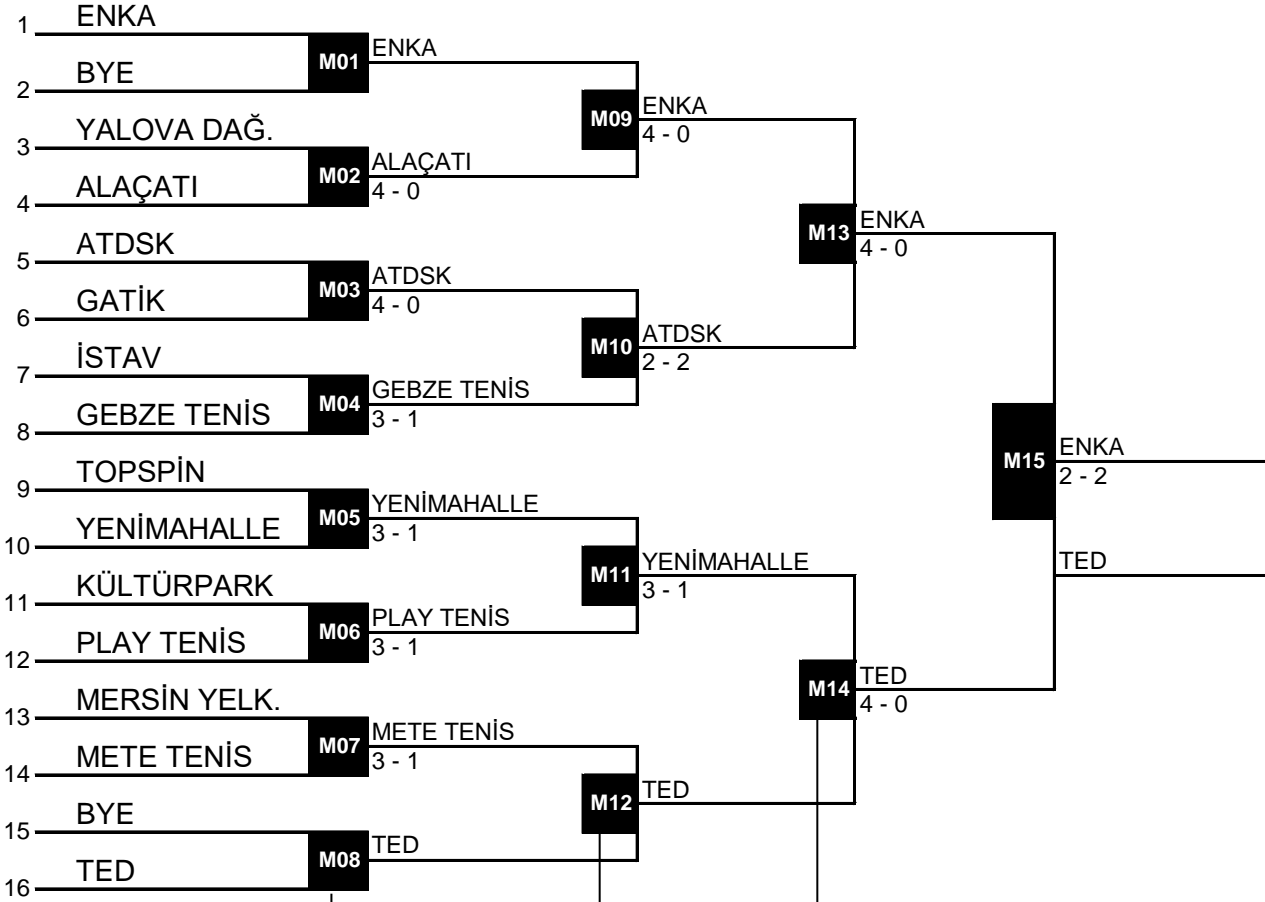 1 ENKA
M01 ENKA
2 BYE
M09 ENKA
4 - 0
3 YALOVA DAĞ.
M02 ALAÇATI
4 - 0
4 ALAÇATI
M13 ENKA
4 - 0
5 ATDSK
M03 ATDSK
4 - 0
6 GATİK
M10 ATDSK
2 - 2
7 İSTAV
M04 GEBZE TENİS
3 - 1
8 GEBZE TENİS
M15 ENKA
2 - 2
9 TOPSPİN
M05 YENİMAHALLE
3 - 1
10 YENİMAHALLE
M11 YENİMAHALLE
3 - 1
TED
11 KÜLTÜRPARK
M06 PLAY TENİS
3 - 1
12 PLAY TENİS
M14 TED
4 - 0
13 MERSİN YELK.
M07 METE TENİS
3 - 1
14 METE TENİS
M12 TED
15 BYE
M08 TED
16 TED